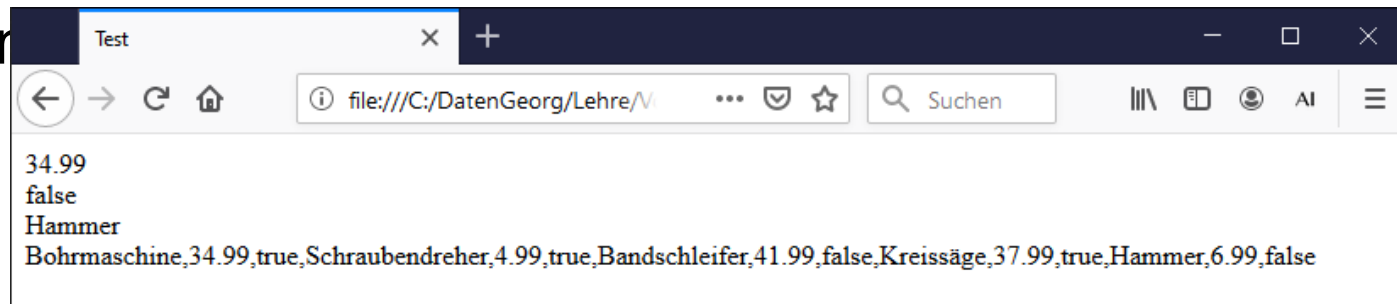 r
Test
file:///C:/DatenGeorg/Lehre/V
Suchen
AI
34.99
false
Hammer
Bohrmaschine,34.99,true,Schraubendreher,4.99,true,Bandschleifer,41.99,false,Kreissäge,37.99,true,Hammer,6.99,false